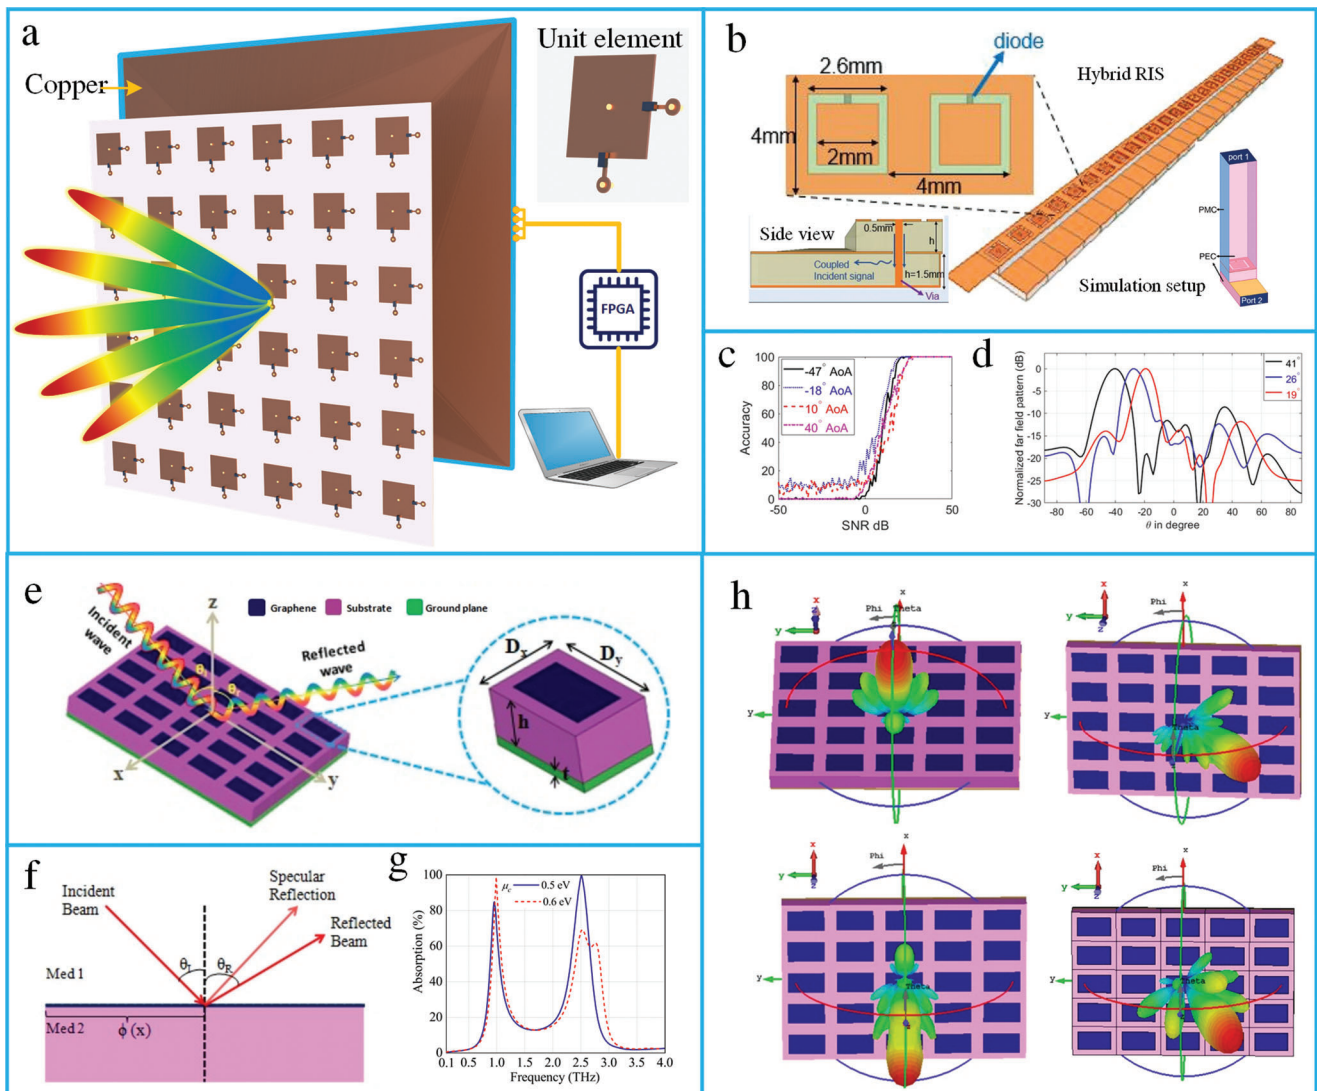 a
Copper
Unit element
FPGA
b
diode
2.6mm
4mm
2mm
4mm
Hybrid RIS
Side view
0.5mm
h
Coupled
Incident signal
h=1.5mm
Via
port 1
PMC
PEC
Port 2
Simulation setup
c
100
80
60
40
20
0
Accuracy
-47° AoA
-18° AoA
10° AoA
40° AoA
-50
0
50
SNR dB
d
0
-5
-10
-15
-20
-25
-30
Normalized far field pattern (dB)
41°
26°
19°
-80 -60 -40 -20 0 20 40 60 80
θ in degree
e
Graphene Substrate Ground plane
Incident
wave
z
Reflected
wave
x
y
Dx
Dy
h
t
f
Incident
Beam
Specular
Reflection
Reflected
Beam
θI
θR
Med 1
Med 2
ϕ (x)
g
100
80
60
40
20
0
Absorption (%)
μc
0.5 eV
0.6 eV
0.1 0.5 1.0 1.5 2.0 2.5 3.0 3.5 4.0
Frequency (THz)
h
x
y
z
Phi
Theta
x
y
x
y
z
Phi
Theta
x
y
x
y
z
Phi
Theta
x
y
x
y
z
Phi
Theta
x
y